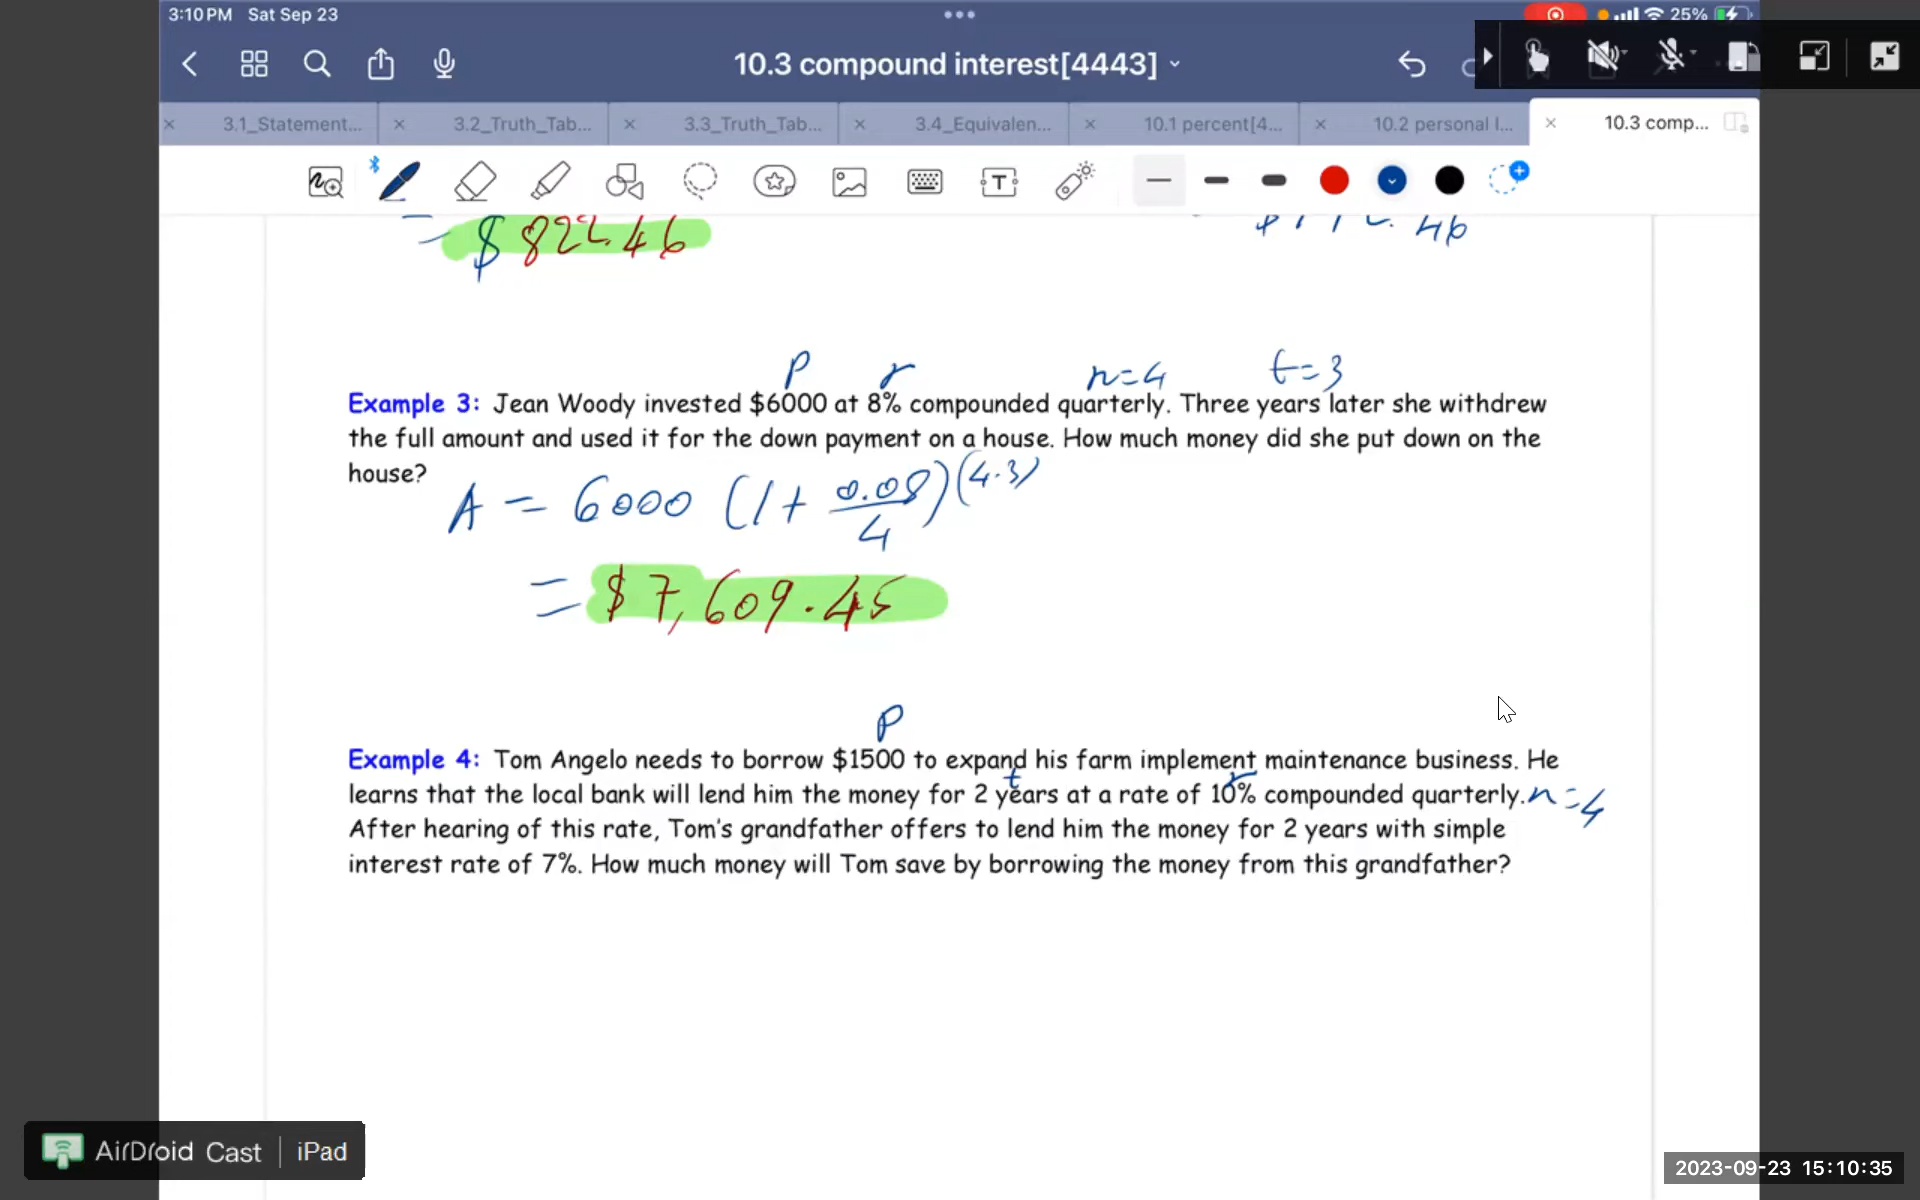 3:10 PM Sat Sep 23
25%
10.3 compound interest[4443]
3.1_Statement...
3.2_Truth_Tab...
3.3_Truth_Tab...
3.4_Equivalen...
10.1 percent[4...
10.2 personal I...
10.3 comp...
= $822.46
P r n=4 t=3
Example 3: Jean Woody invested $6000 at 8% compounded quarterly. Three years later she withdrew
the full amount and used it for the down payment on a house. How much money did she put down on the
house?
A = 6000 (1 + 0.08/4)^(4·3)
= $7,609.45
P
Example 4: Tom Angelo needs to borrow $1500 to expand his farm implement maintenance business. He
t r
learns that the local bank will lend him the money for 2 years at a rate of 10% compounded quarterly. n=4
After hearing of this rate, Tom's grandfather offers to lend him the money for 2 years with simple
interest rate of 7%. How much money will Tom save by borrowing the money from this grandfather?
AirDroid Cast | iPad
2023-09-23 15:10:35